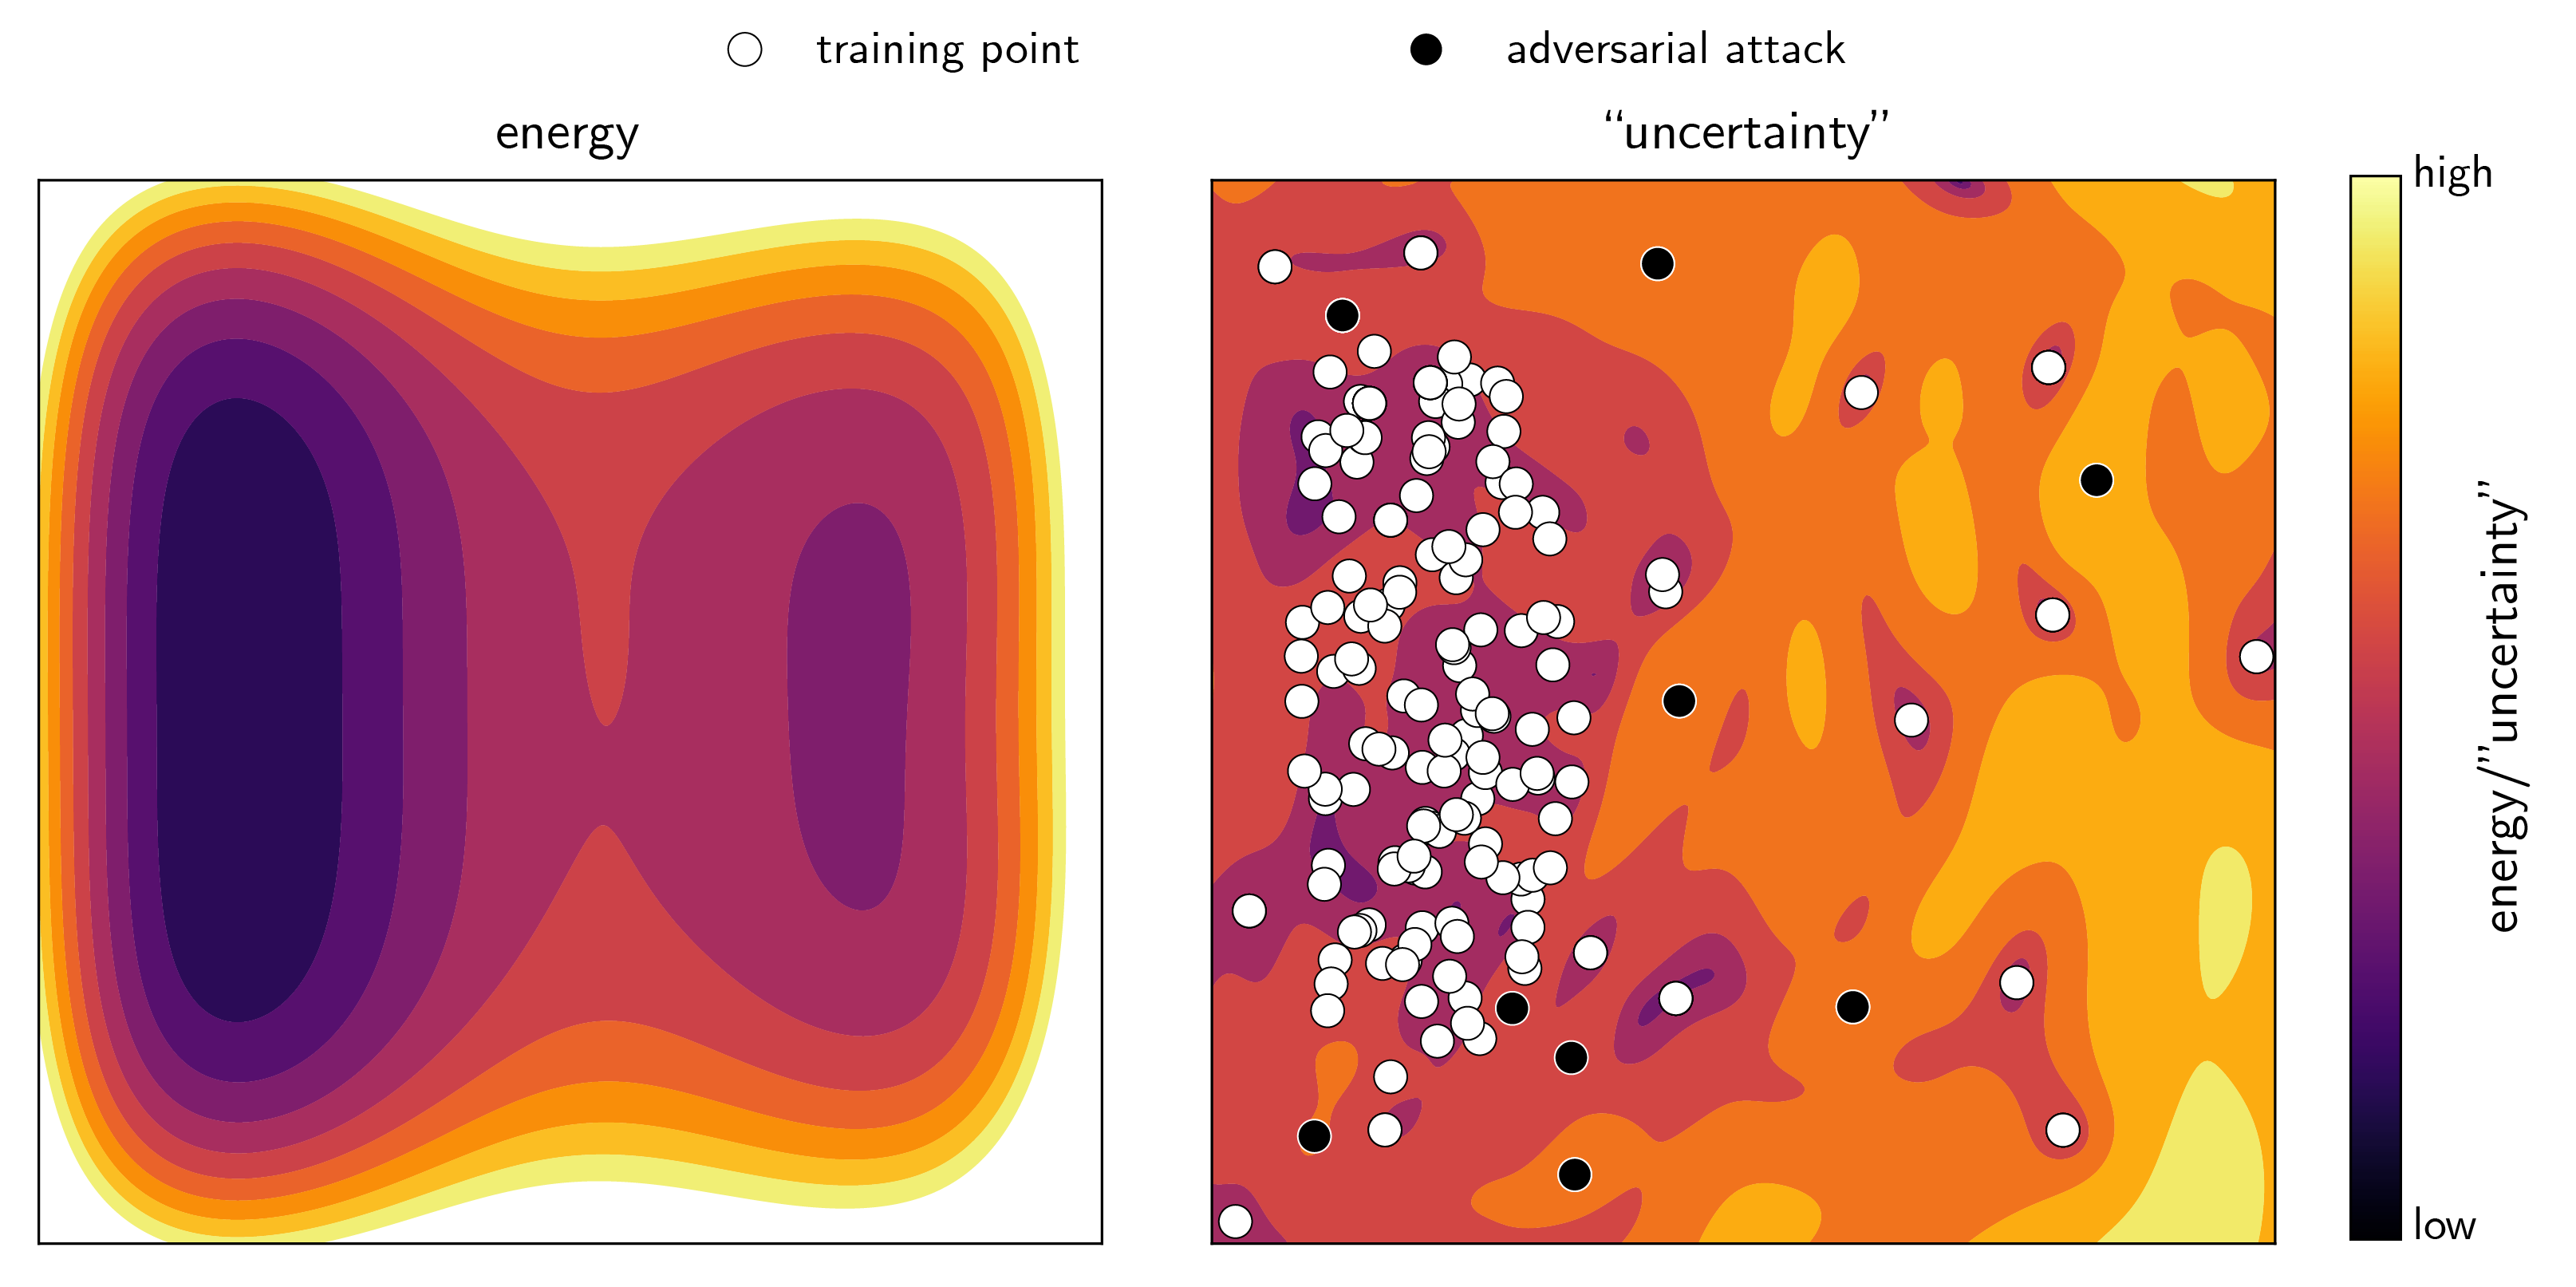 training point
adversarial attack
energy
“uncertainty”
high
energy/”uncertainty”
low